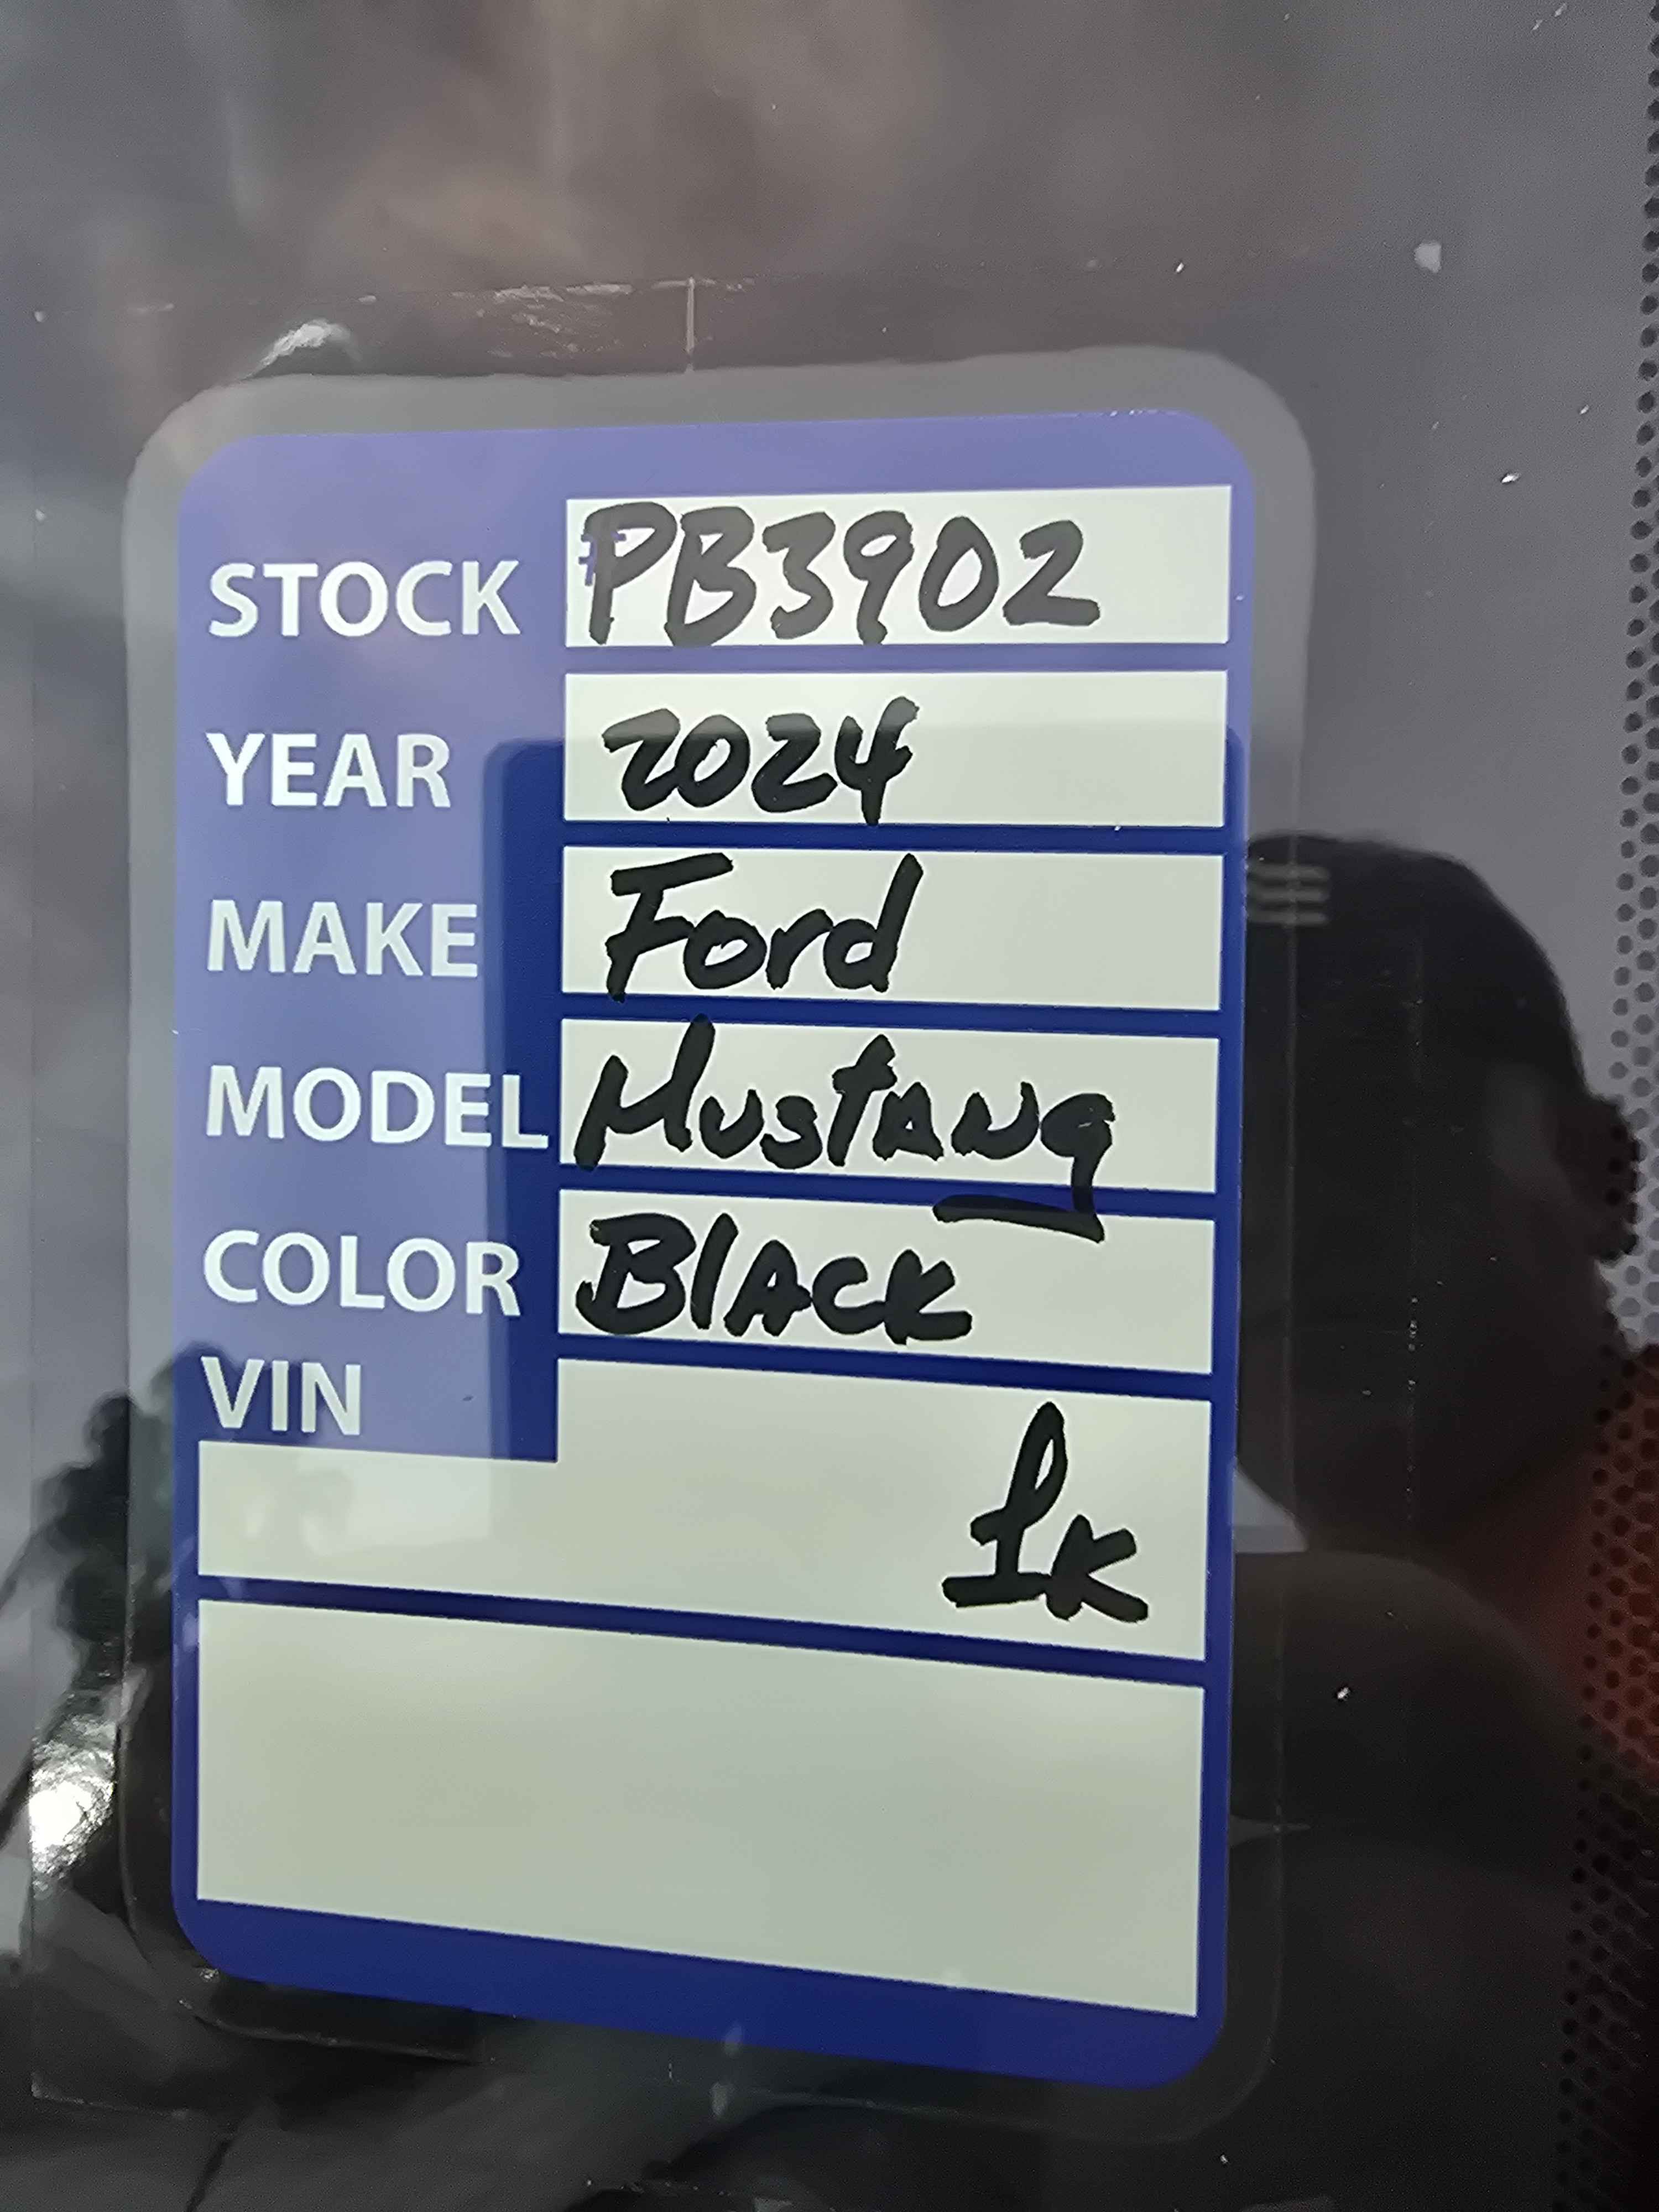 STOCK #PB3902
YEAR 2024
MAKE Ford
MODEL Mustang
COLOR Black
VIN
1K